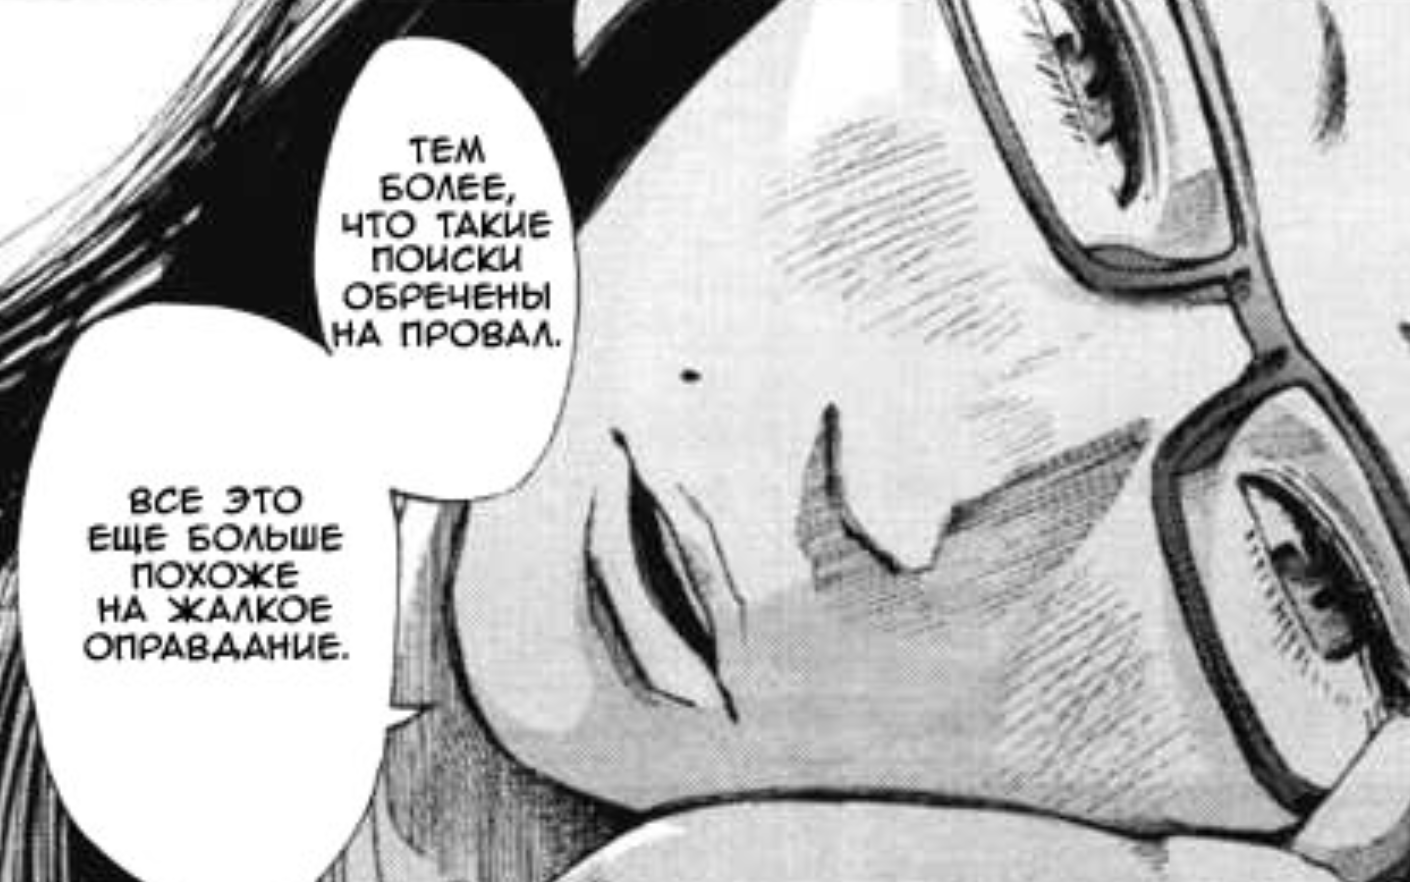 ТЕМ
БОЛЕЕ,
ЧТО ТАКИЕ
ПОИСКИ
ОБРЕЧЕНЫ
НА ПРОВАЛ.
ВСЕ ЭТО
ЕЩЕ БОЛЬШЕ
ПОХОЖЕ
НА ЖАЛКОЕ
ОПРАВДАНИЕ.